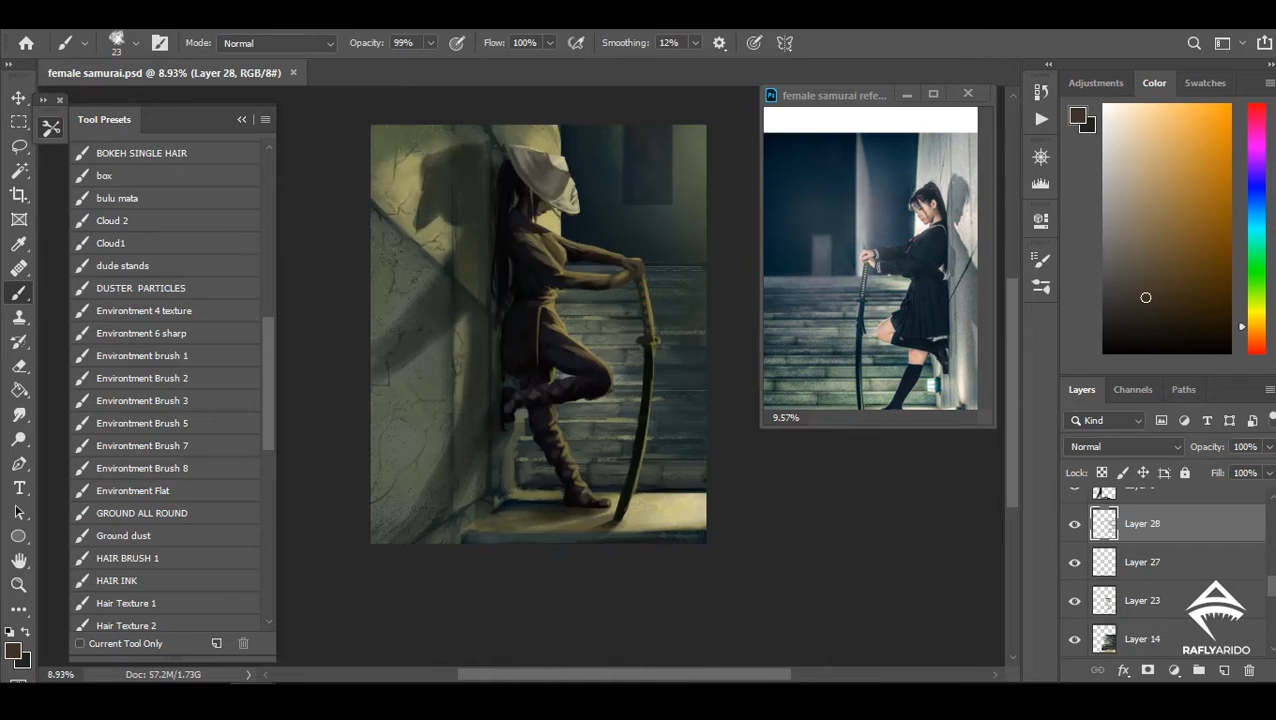 23
Mode: Normal
Opacity: 99%
Flow: 100%
Smoothing: 12%
female samurai.psd @ 8.93% (Layer 28, RGB/8#)
Tool Presets
BOKEH SINGLE HAIR
box
bulu mata
Cloud 2
Cloud1
dude stands
DUSTER PARTICLES
Environtment 4 texture
Environtment 6 sharp
Environtment brush 1
Environtment Brush 2
Environtment Brush 3
Environtment Brush 5
Environtment Brush 7
Environtment Brush 8
Environtment Flat
GROUND ALL ROUND
Ground dust
HAIR BRUSH 1
HAIR INK
Hair Texture 1
Hair Texture 2
Current Tool Only
8.93%
Doc: 57.2M/1.73G
Ps
female samurai refe...
9.57%
Adjustments
Color
Swatches
Layers
Channels
Paths
Kind
Normal
Opacity: 100%
Lock:
Fill: 100%
Layer 28
Layer 27
Layer 23
Layer 14
fx
RAFLYARIDO